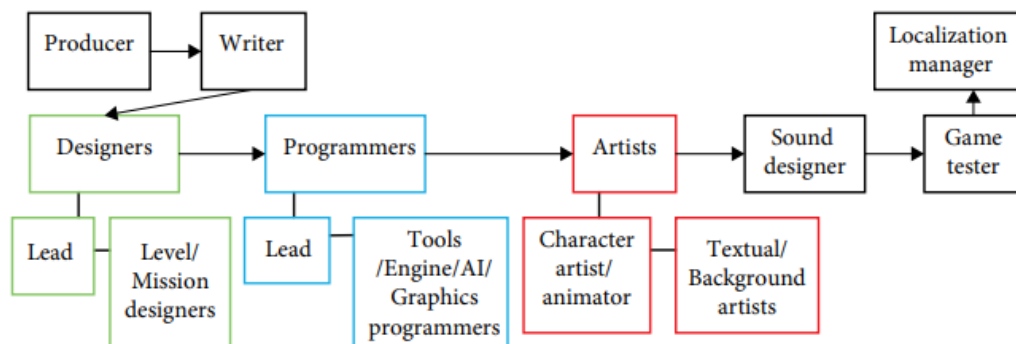 Producer
Writer
Localization
manager
Designers
Programmers
Artists
Sound
designer
Game
tester
Lead
Level/
Mission
designers
Lead
Tools
/Engine/AI/
Graphics
programmers
Character
artist/
animator
Textual/
Background
artists